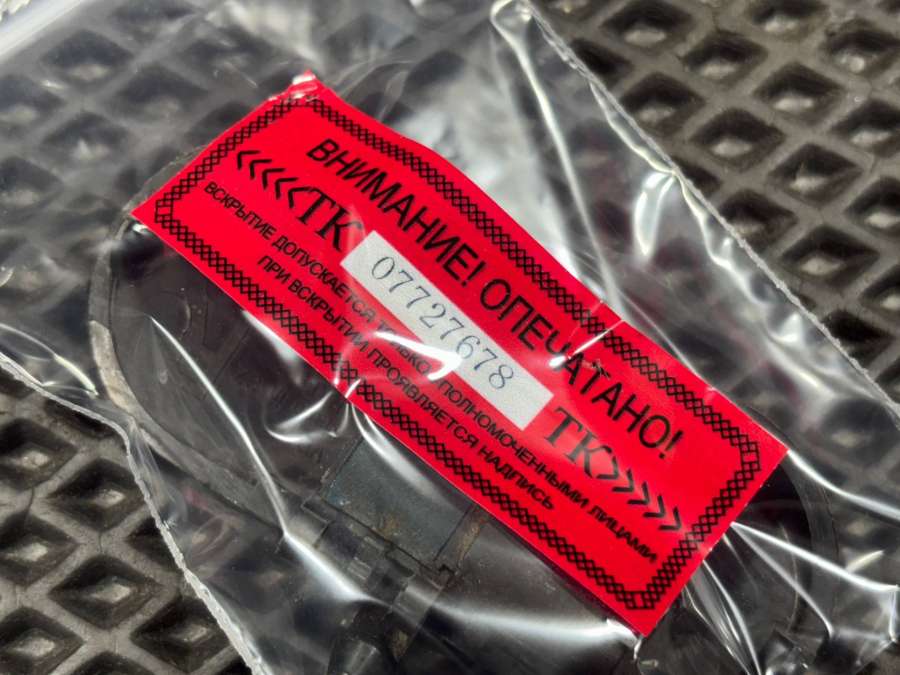 ВНИМАНИЕ! ОПЕЧАТАНО!
<<<<<ТК 07727678 ТК>>>>>
ВСКРЫТИЕ ДОПУСКАЕТСЯ ТОЛЬКО ПОЛНОМОЧЕННЫМИ ЛИЦАМИ
ПРИ ВСКРЫТИИ ПРОЯВЛЯЕТСЯ НАДПИСЬ